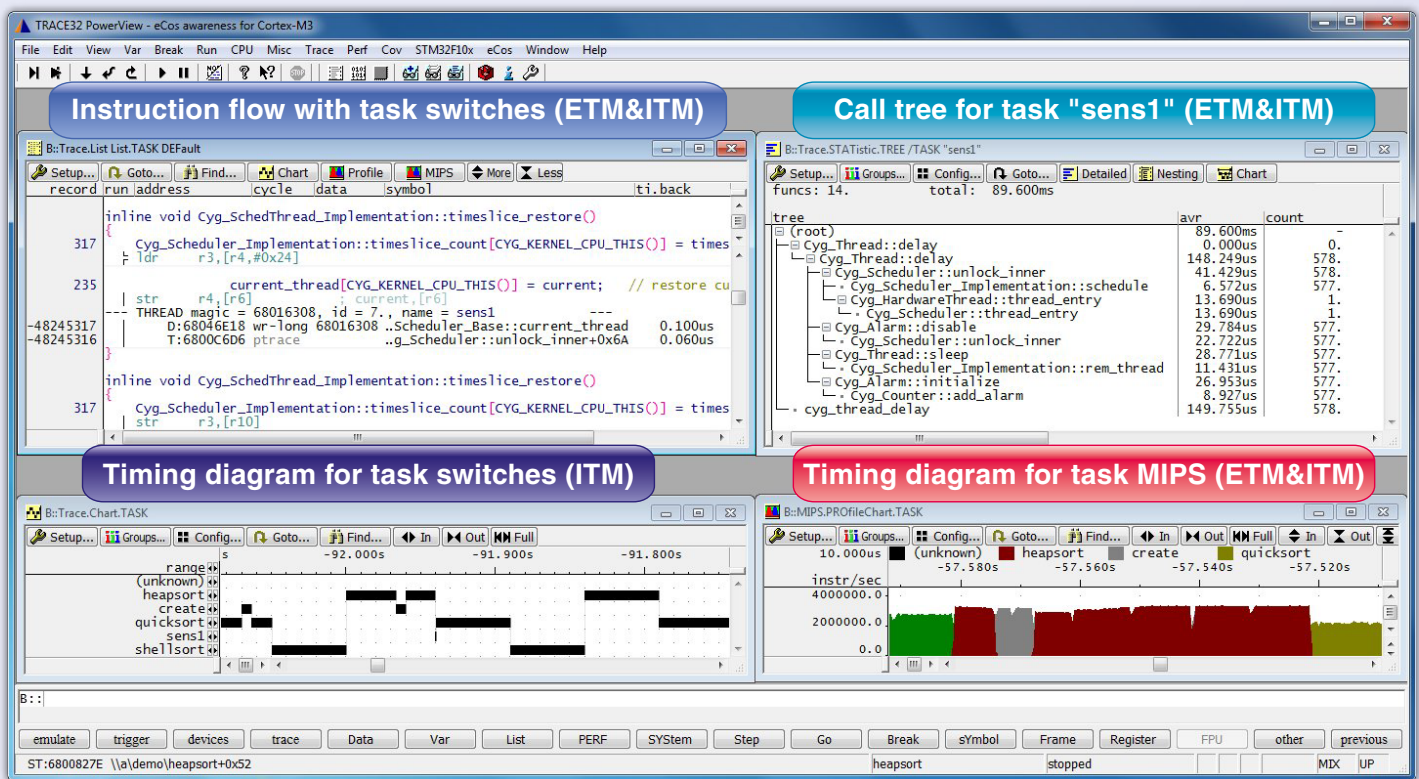 TRACE32 PowerView - eCos awareness for Cortex-M3
File Edit View Var Break Run CPU Misc Trace Perf Cov STM32F10x eCos Window Help
Instruction flow with task switches (ETM&ITM)
B::Trace.List List.TASK DEFault
Setup... Goto... Find... Chart Profile MIPS More Less
record run address cycle data symbol ti.back
inline void Cyg_SchedThread_Implementation::timeslice_restore()
{
317 Cyg_Scheduler_Implementation::timeslice_count[CYG_KERNEL_CPU_THIS()] = times
ldr r3,[r4,#0x24]
235 current_thread[CYG_KERNEL_CPU_THIS()] = current; // restore cu
str r4,[r6] ; current,[r6]
--- THREAD magic = 68016308, id = 7., name = sens1 ---
-48245317 D:68046E18 wr-long 68016308 ..Scheduler_Base::current_thread 0.100us
-48245316 T:6800C6D6 ptrace ..g_Scheduler::unlock_inner+0x6A 0.060us
}
inline void Cyg_SchedThread_Implementation::timeslice_restore()
{
317 Cyg_Scheduler_Implementation::timeslice_count[CYG_KERNEL_CPU_THIS()] = times
str r3,[r10]
Call tree for task "sens1" (ETM&ITM)
B::Trace.STATistic.TREE /TASK "sens1"
Setup... Groups... Config... Goto... Detailed Nesting Chart
funcs: 14. total: 89.600ms
tree avr count
(root) 89.600ms -
Cyg_Thread::delay 0.000us 0.
Cyg_Thread::delay 148.249us 578.
Cyg_Scheduler::unlock_inner 41.429us 578.
Cyg_Scheduler_Implementation::schedule 6.572us 577.
Cyg_HardwareThread::thread_entry 13.690us 1.
Cyg_Scheduler::thread_entry 13.690us 1.
Cyg_Alarm::disable 29.784us 577.
Cyg_Scheduler::unlock_inner 22.722us 577.
Cyg_Thread::sleep 28.771us 577.
Cyg_Scheduler_Implementation::rem_thread 11.431us 577.
Cyg_Alarm::initialize 26.953us 577.
Cyg_Counter::add_alarm 8.927us 577.
cyg_thread_delay 149.755us 578.
Timing diagram for task switches (ITM)
B::Trace.Chart.TASK
Setup... Groups... Config... Goto... Find... In Out Full
s -92.000s -91.900s -91.800s
range
(unknown)
heapsort
create
quicksort
sens1
shellsort
Timing diagram for task MIPS (ETM&ITM)
B::MIPS.PROfileChart.TASK
Setup... Groups... Config... Goto... Find... In Out Full In Out
10.000us (unknown) heapsort create quicksort
-57.580s -57.560s -57.540s -57.520s
instr/sec
4000000.0
2000000.0
0.0
B::
emulate trigger devices trace Data Var List PERF SYStem Step Go Break sYmbol Frame Register FPU other previous
ST:6800827E \\a\demo\heapsort+0x52 heapsort stopped MIX UP